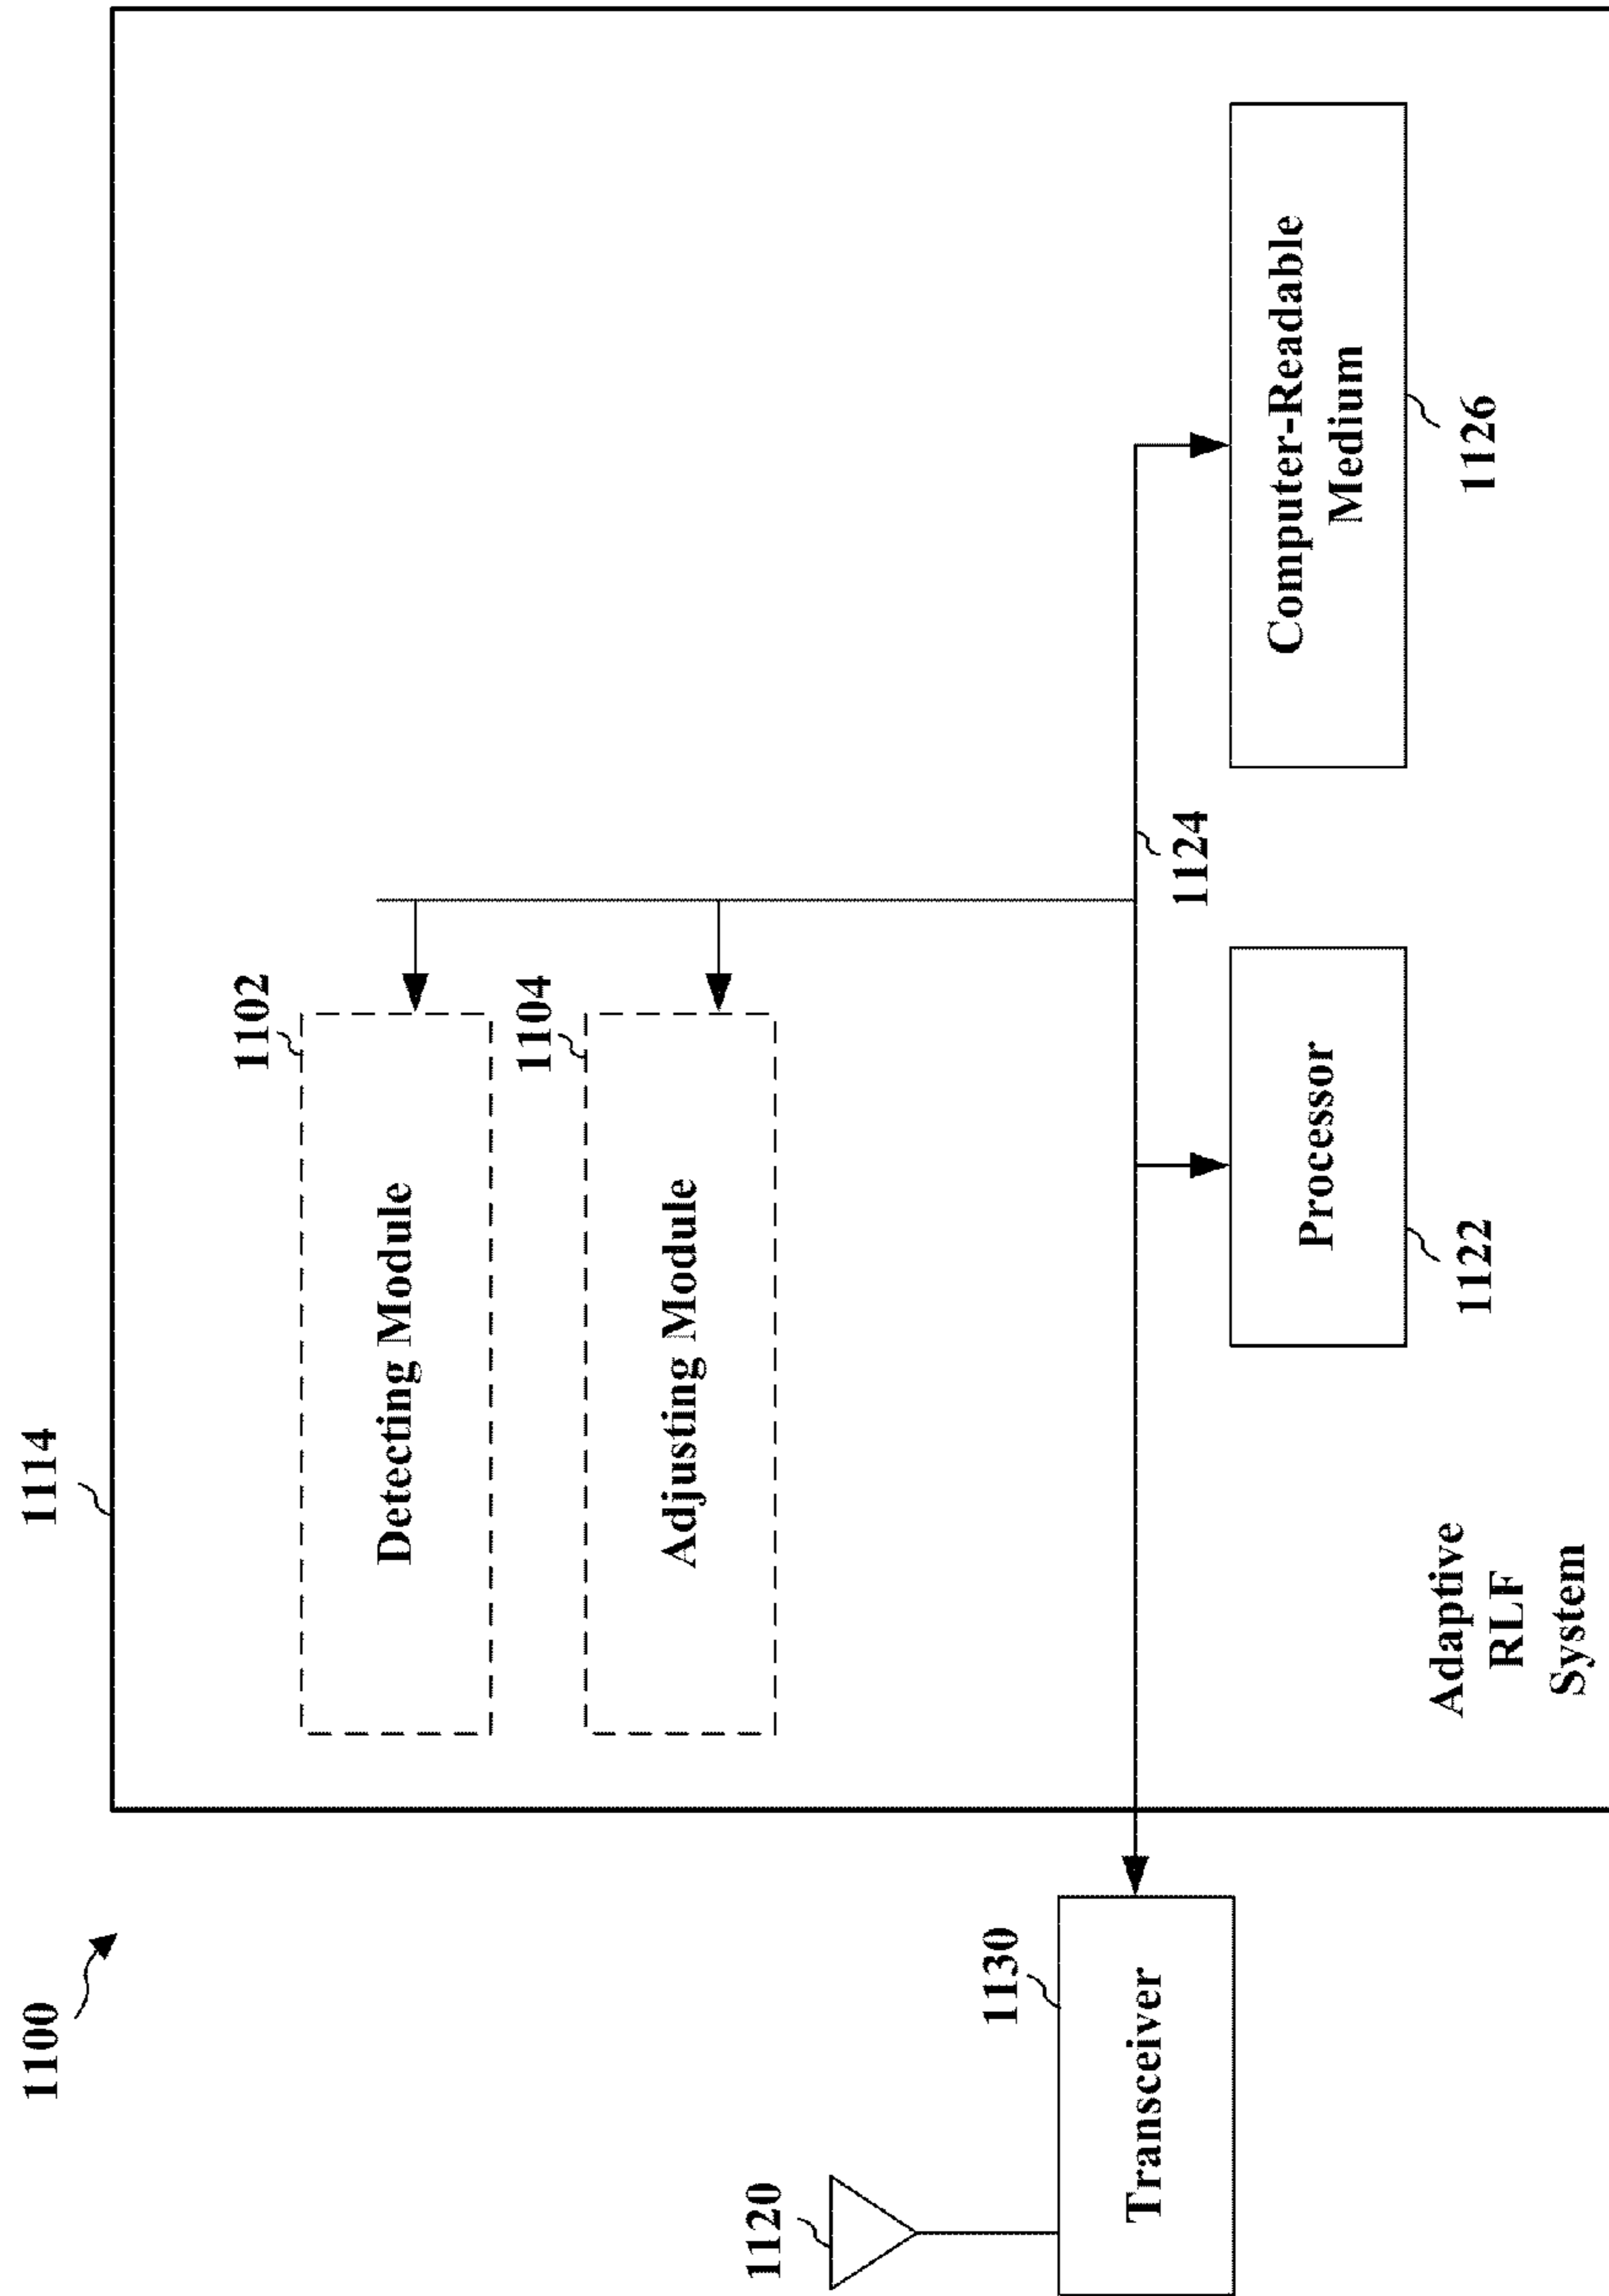 1100
1114
1102
Detecting Module
1104
Adjusting Module
1120
1130
Transceiver
1124
Processor
1122
Computer-Readable
Medium
1126
Adaptive
RLF
System